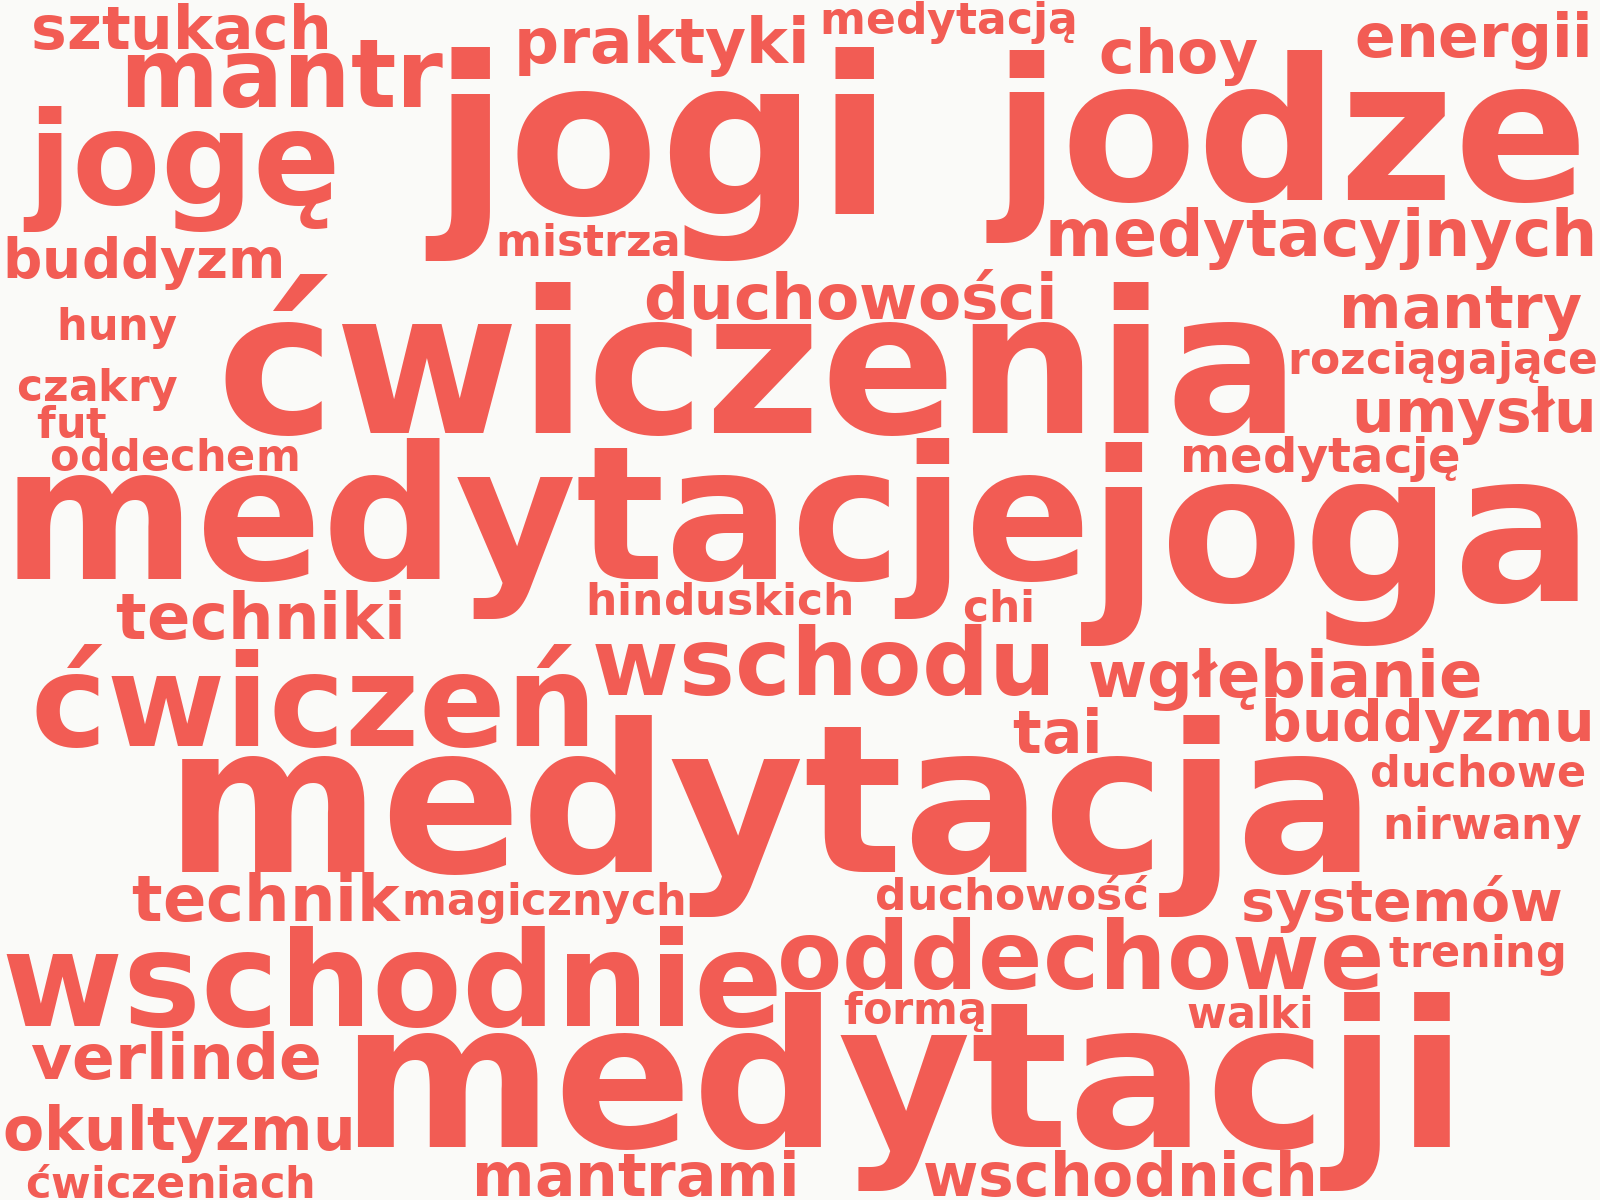 sztukach
praktyki
medytacją
choy
energii
mantr
jogi
jodze
jogę
mistrza
medytacyjnych
buddyzm
duchowości
mantry
huny
ćwiczenia
rozciągające
czakry
umysłu
fut
oddechem
medytację
medytacje
joga
techniki
hinduskich
chi
ćwiczeń
wschodu
wgłębianie
tai
buddyzmu
medytacja
duchowe
nirwany
technik
magicznych
duchowość
systemów
wschodnie
oddechowe
trening
formą
walki
verlinde
medytacji
okultyzmu
ćwiczeniach
mantrami
wschodnich